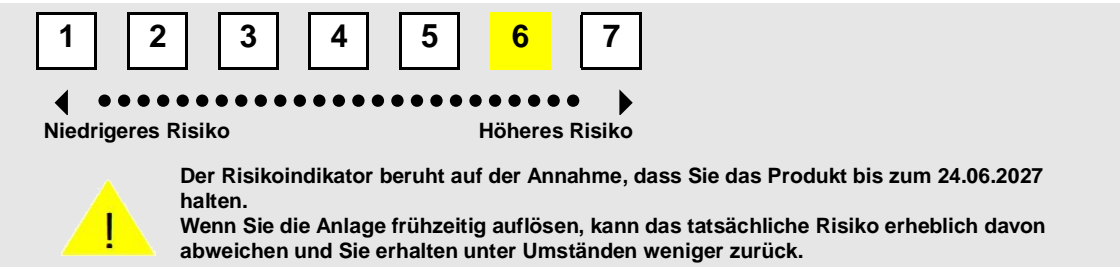 1 2 3 4 5 6 7
Niedrigeres Risiko Höheres Risiko
Der Risikoindikator beruht auf der Annahme, dass Sie das Produkt bis zum 24.06.2027
halten.
Wenn Sie die Anlage frühzeitig auflösen, kann das tatsächliche Risiko erheblich davon
abweichen und Sie erhalten unter Umständen weniger zurück.
!